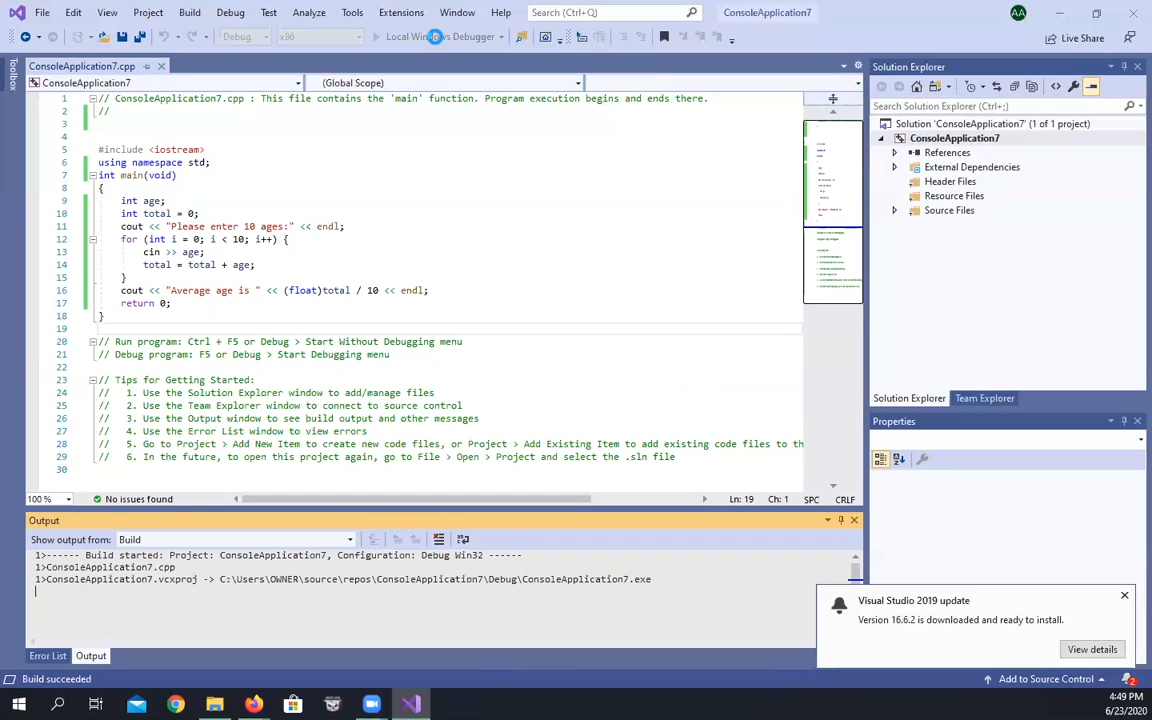 File Edit View Project Build Debug Test Analyze Tools Extensions Window Help Search (Ctrl+Q) ConsoleApplication7 AA
Debug x86 Local Windows Debugger Live Share
Toolbox
ConsoleApplication7.cpp
ConsoleApplication7 (Global Scope)
1 // ConsoleApplication7.cpp : This file contains the 'main' function. Program execution begins and ends there.
2 //
3
4
5 #include <iostream>
6 using namespace std;
7 int main(void)
8 {
9 int age;
10 int total = 0;
11 cout << "Please enter 10 ages:" << endl;
12 for (int i = 0; i < 10; i++) {
13 cin >> age;
14 total = total + age;
15 }
16 cout << "Average age is " << (float)total / 10 << endl;
17 return 0;
18 }
19
20 // Run program: Ctrl + F5 or Debug > Start Without Debugging menu
21 // Debug program: F5 or Debug > Start Debugging menu
22
23 // Tips for Getting Started:
24 // 1. Use the Solution Explorer window to add/manage files
25 // 2. Use the Team Explorer window to connect to source control
26 // 3. Use the Output window to see build output and other messages
27 // 4. Use the Error List window to view errors
28 // 5. Go to Project > Add New Item to create new code files, or Project > Add Existing Item to add existing code files to th
29 // 6. In the future, to open this project again, go to File > Open > Project and select the .sln file
30
100 % No issues found Ln: 19 Ch: 1 SPC CRLF
Solution Explorer
Search Solution Explorer (Ctrl+;)
Solution 'ConsoleApplication7' (1 of 1 project)
ConsoleApplication7
References
External Dependencies
Header Files
Resource Files
Source Files
Solution Explorer Team Explorer
Properties
Output
Show output from: Build
1>------ Build started: Project: ConsoleApplication7, Configuration: Debug Win32 ------
1>ConsoleApplication7.cpp
1>ConsoleApplication7.vcxproj -> C:\Users\OWNER\source\repos\ConsoleApplication7\Debug\ConsoleApplication7.exe
Visual Studio 2019 update
Version 16.6.2 is downloaded and ready to install.
View details
Error List Output
Build succeeded Add to Source Control 2
4:49 PM
6/23/2020